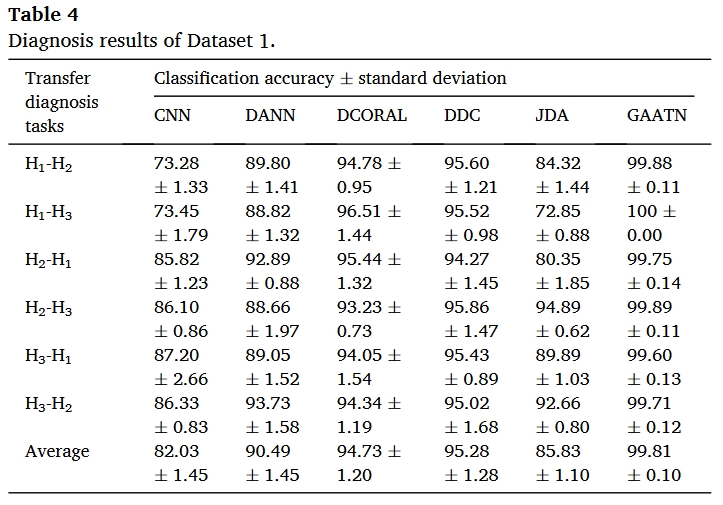 Table 4
Diagnosis results of Dataset 1.
Transfer diagnosis tasks Classification accuracy ± standard deviation
CNN DANN DCORAL DDC JDA GAATN
H₁-H₂ 73.28 89.80 94.78 ± 95.60 84.32 99.88
± 1.33 ± 1.41 0.95 ± 1.21 ± 1.44 ± 0.11
H₁-H₃ 73.45 88.82 96.51 ± 95.52 72.85 100 ±
± 1.79 ± 1.32 1.44 ± 0.98 ± 0.88 0.00
H₂-H₁ 85.82 92.89 95.44 ± 94.27 80.35 99.75
± 1.23 ± 0.88 1.32 ± 1.45 ± 1.85 ± 0.14
H₂-H₃ 86.10 88.66 93.23 ± 95.86 94.89 99.89
± 0.86 ± 1.97 0.73 ± 1.47 ± 0.62 ± 0.11
H₃-H₁ 87.20 89.05 94.05 ± 95.43 89.89 99.60
± 2.66 ± 1.52 1.54 ± 0.89 ± 1.03 ± 0.13
H₃-H₂ 86.33 93.73 94.34 ± 95.02 92.66 99.71
± 0.83 ± 1.58 1.19 ± 1.68 ± 0.80 ± 0.12
Average 82.03 90.49 94.73 ± 95.28 85.83 99.81
± 1.45 ± 1.45 1.20 ± 1.28 ± 1.10 ± 0.10